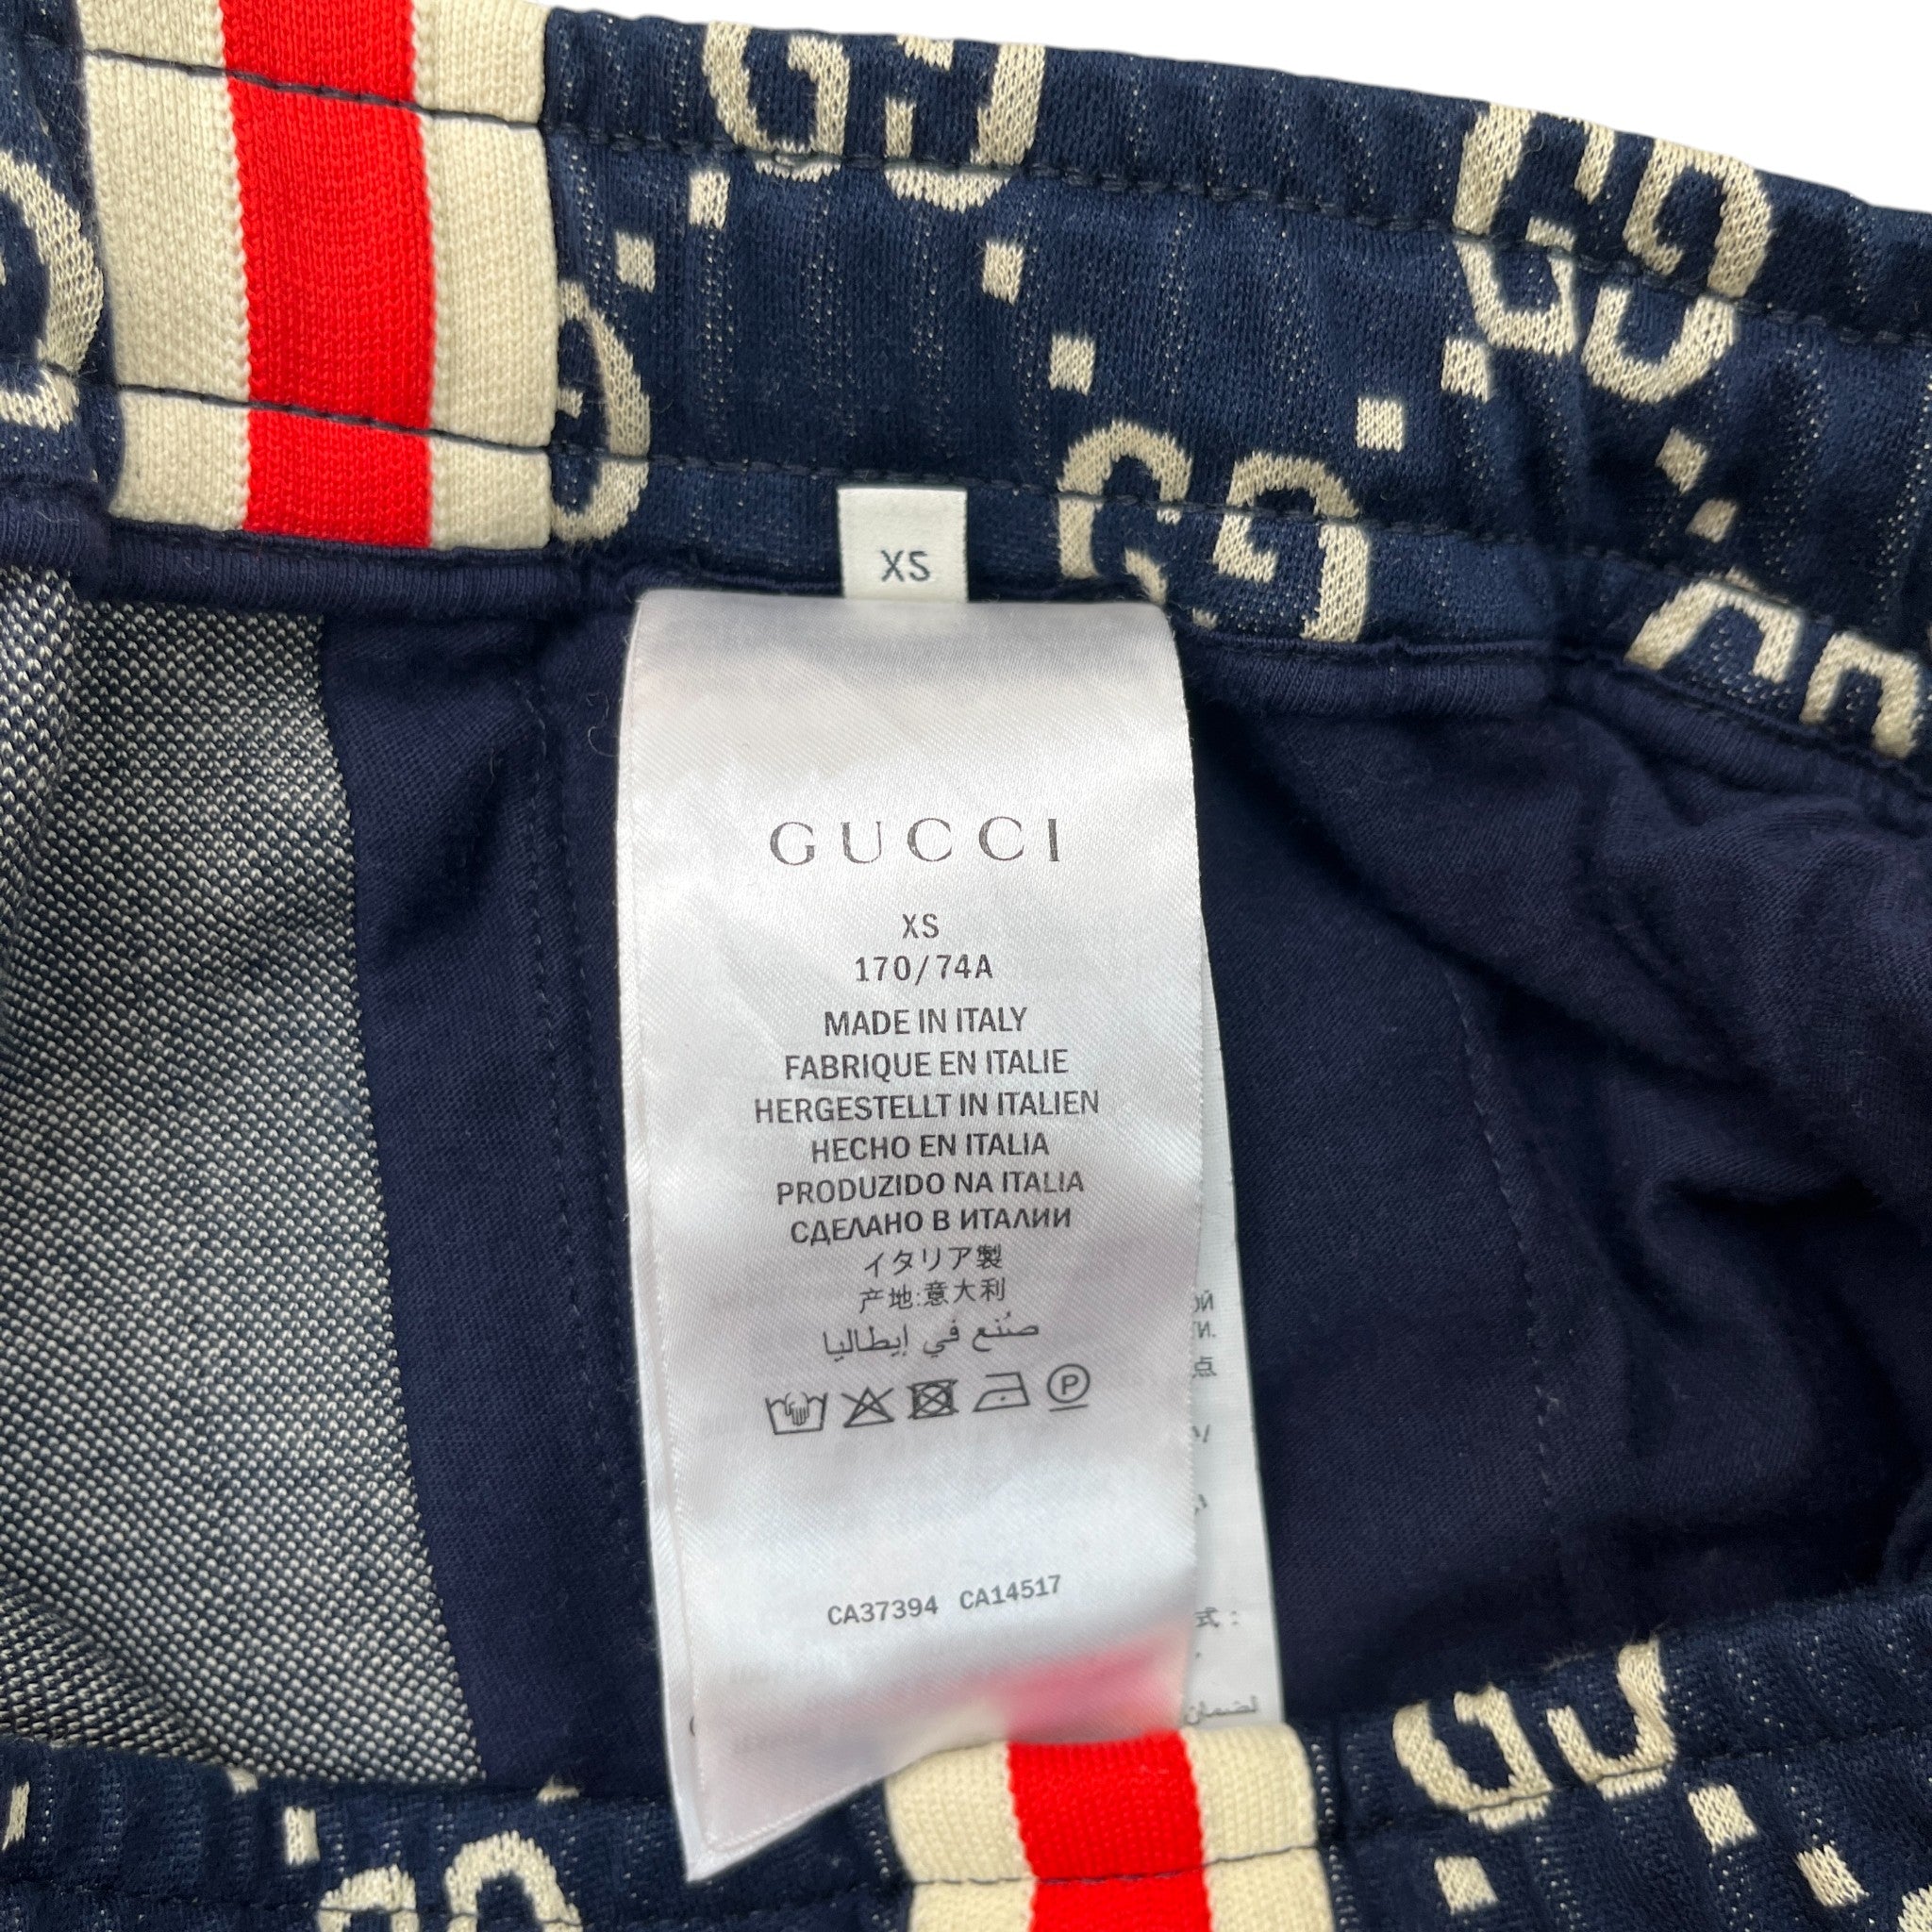 XS
GUCCI
XS
170/74A
MADE IN ITALY
FABRIQUE EN ITALIE
HERGESTELLT IN ITALIEN
HECHO EN ITALIA
PRODUZIDO NA ITALIA
СДЕЛАНО В ИТАЛИИ
イタリア製
产地:意大利
صُنع في إيطاليا
P
CA37394 CA14517